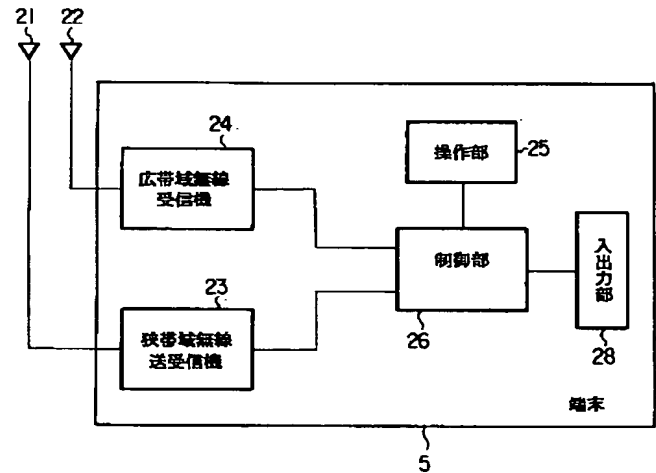 21
22
24
広帯域無線
受信機
操作部
25
制御部
26
入出力部
28
23
狭帯域無線
送受信機
端末
5